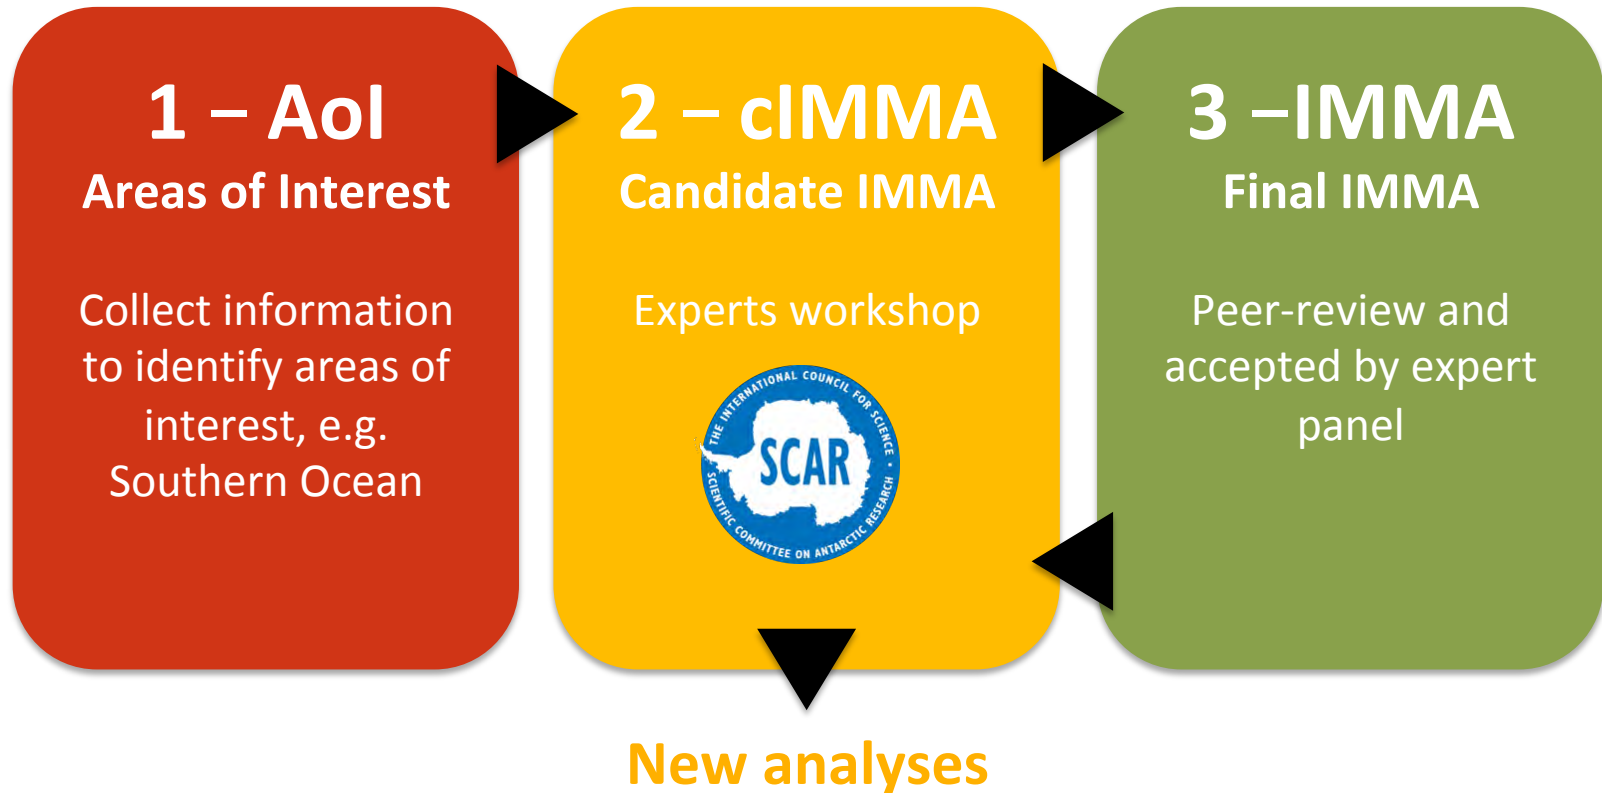 1 – AoI
Areas of Interest
Collect information
to identify areas of
interest, e.g.
Southern Ocean
2 – cIMMA
Candidate IMMA
Experts workshop
THE INTERNATIONAL COUNCIL FOR SCIENCE •
SCAR
SCIENTIFIC COMMITTEE ON ANTARCTIC RESEARCH
3 –IMMA
Final IMMA
Peer-review and
accepted by expert
panel
New analyses